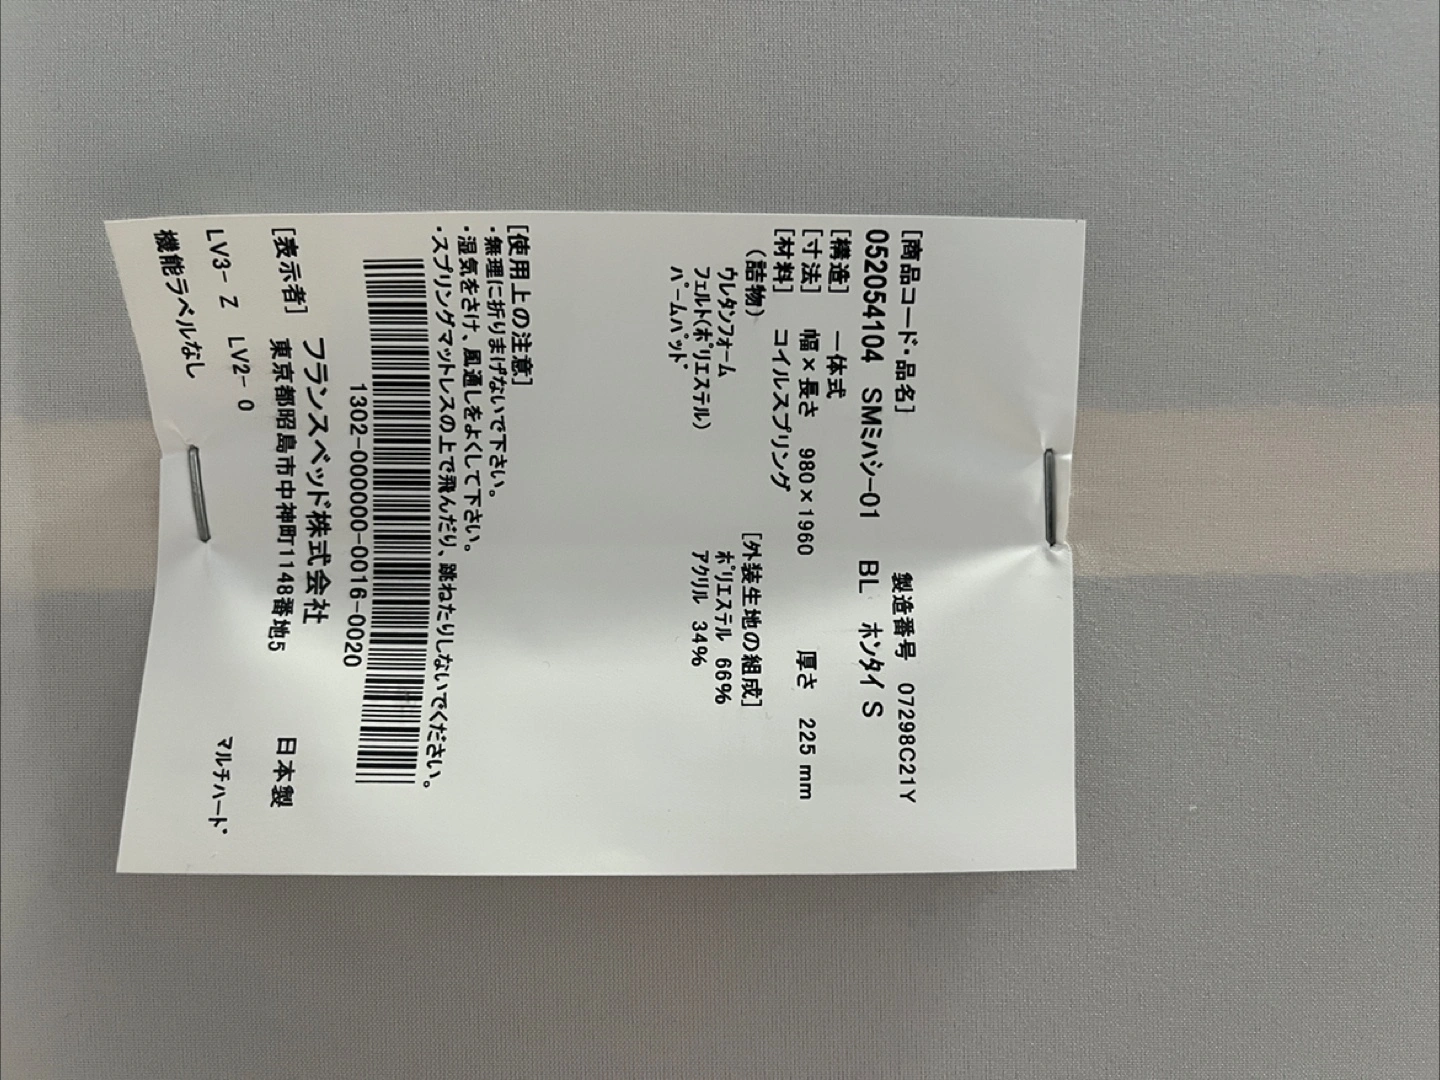 [商品コード・品名] 製造番号 07298C21Y
052054104 SMﾐﾊｼ-01 BL ﾎﾝﾀｲ S
[構造] 一体式
[寸法] 幅×長さ 980×1960 厚さ 225 mm
[材料] コイルスプリング
(詰物) [外装生地の組成]
ｳﾚﾀﾝﾌｫｰﾑ ﾎﾟﾘｴｽﾃﾙ 66%
ﾌｪﾙﾄ(ﾎﾟﾘｴｽﾃﾙ) ｱｸﾘﾙ 34%
ﾊﾟｰﾑﾊﾟｯﾄﾞ
[使用上の注意]
・無理に折りまげないで下さい。
・湿気をさけ、風通しをよくして下さい。
・スプリングマットレスの上で飛んだり、跳ねたりしないでください。
1302-000000-0016-0020
フランスベッド株式会社
[表示者] 東京都昭島市中神町1148番地5 日本製
LV3- Z LV2- 0 ﾏﾙﾁﾊｰﾄﾞ
機能ラベルなし